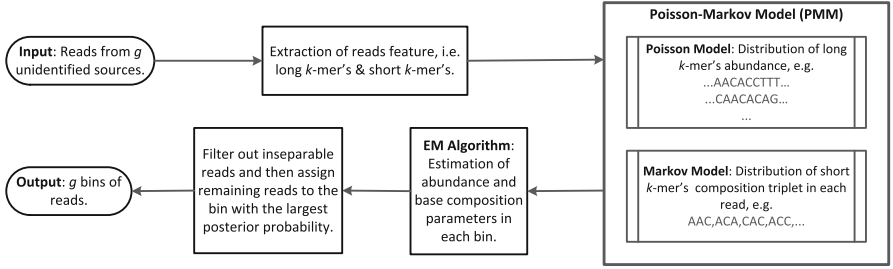 Input: Reads from g
unidentified sources.
Extraction of reads feature, i.e.
long k-mer's & short k-mer's.
Poisson-Markov Model (PMM)
Poisson Model: Distribution of long
k-mer's abundance, e.g.
...AACACCTTT...
...CAACACAG...
...
Markov Model: Distribution of short
k-mer's composition triplet in each
read, e.g.
AAC,ACA,CAC,ACC,...
EM Algorithm:
Estimation of
abundance and
base composition
parameters in
each bin.
Filter out inseparable
reads and then assign
remaining reads to the
bin with the largest
posterior probability.
Output: g bins of
reads.